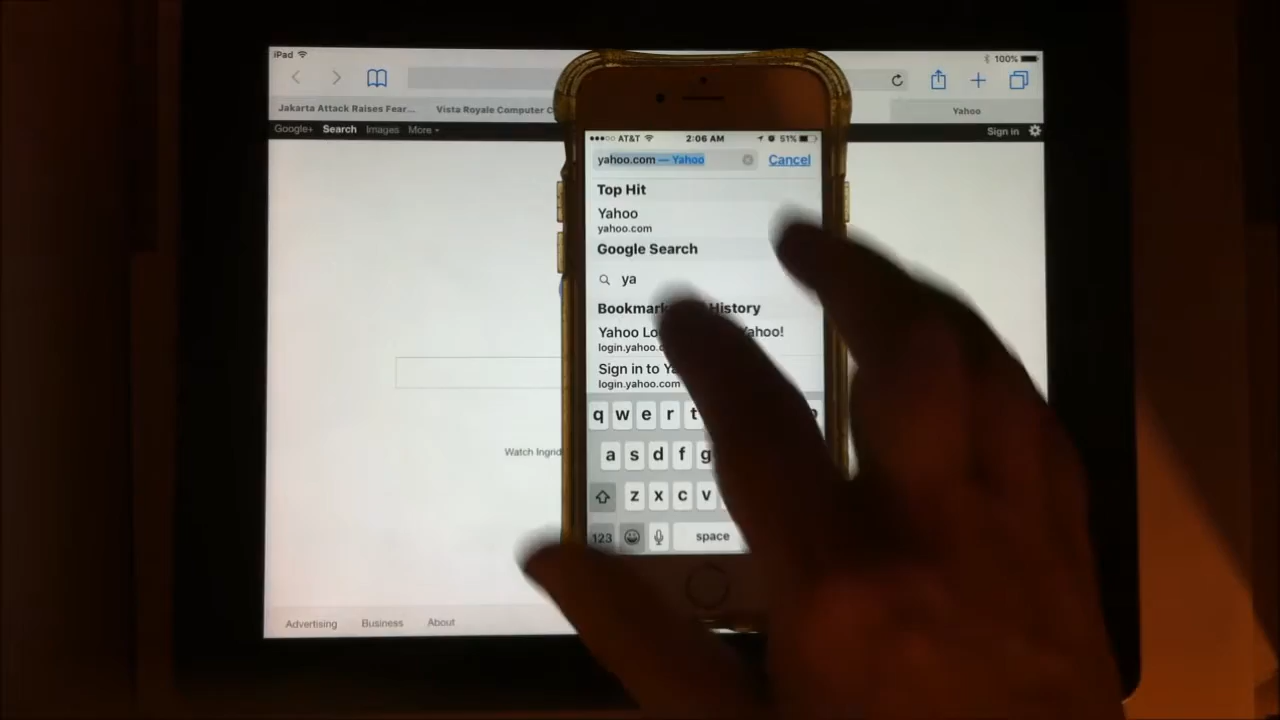 iPad
100%
Jakarta Attack Raises Fear...
Vista Royale Computer C
Yahoo
Google+ Search Images More
Sign in
Watch Ingrid
Advertising Business About
AT&T 2:06 AM 51%
yahoo.com — Yahoo
Cancel
Top Hit
Yahoo
yahoo.com
Google Search
ya
Bookmark History
Yahoo Lo Yahoo!
login.yahoo.c
Sign in to Ya
login.yahoo.com
q w e r t
a s d f g
z x c v
123 space